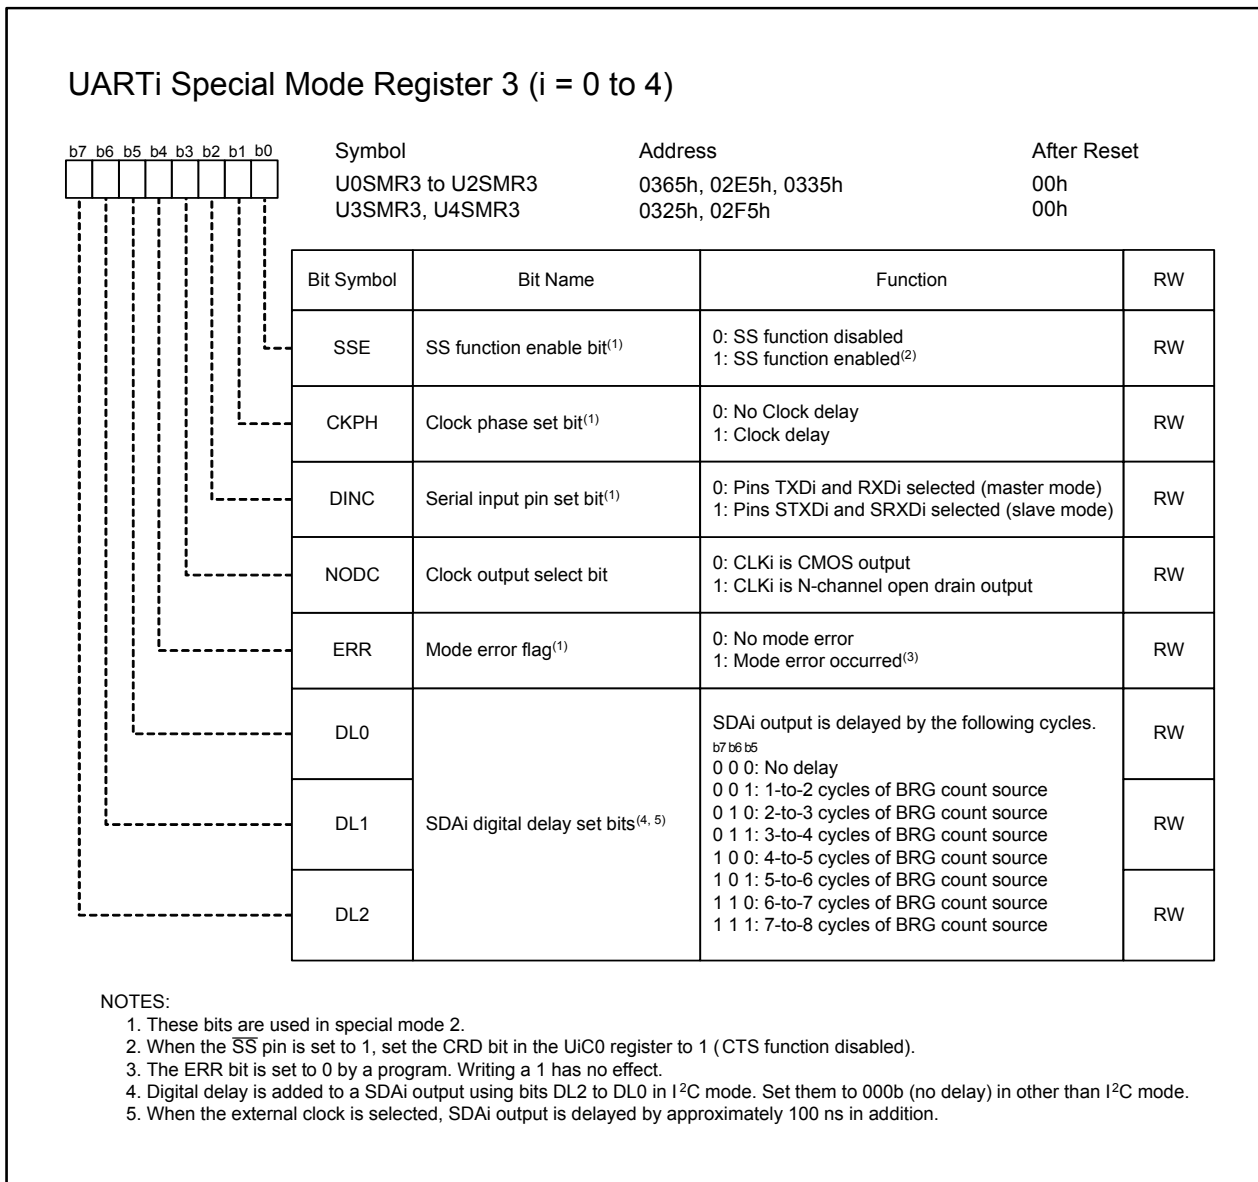 UARTi Special Mode Register 3 (i = 0 to 4)
b7 b6 b5 b4 b3 b2 b1 b0
Symbol Address After Reset
U0SMR3 to U2SMR3 0365h, 02E5h, 0335h 00h
U3SMR3, U4SMR3 0325h, 02F5h 00h
Bit Symbol Bit Name Function RW
SSE SS function enable bit(1) 0: SS function disabled RW
1: SS function enabled(2)
CKPH Clock phase set bit(1) 0: No Clock delay RW
1: Clock delay
DINC Serial input pin set bit(1) 0: Pins TXDi and RXDi selected (master mode) RW
1: Pins STXDi and SRXDi selected (slave mode)
NODC Clock output select bit 0: CLKi is CMOS output RW
1: CLKi is N-channel open drain output
ERR Mode error flag(1) 0: No mode error RW
1: Mode error occurred(3)
DL0 SDAi output is delayed by the following cycles. RW
b7 b6 b5
0 0 0: No delay
0 0 1: 1-to-2 cycles of BRG count source
0 1 0: 2-to-3 cycles of BRG count source
DL1 SDAi digital delay set bits(4, 5) 0 1 1: 3-to-4 cycles of BRG count source RW
1 0 0: 4-to-5 cycles of BRG count source
1 0 1: 5-to-6 cycles of BRG count source
1 1 0: 6-to-7 cycles of BRG count source
DL2 1 1 1: 7-to-8 cycles of BRG count source RW
NOTES:
1. These bits are used in special mode 2.
2. When the S̅S̅ pin is set to 1, set the CRD bit in the UiC0 register to 1 (CTS function disabled).
3. The ERR bit is set to 0 by a program. Writing a 1 has no effect.
4. Digital delay is added to a SDAi output using bits DL2 to DL0 in I²C mode. Set them to 000b (no delay) in other than I²C mode.
5. When the external clock is selected, SDAi output is delayed by approximately 100 ns in addition.